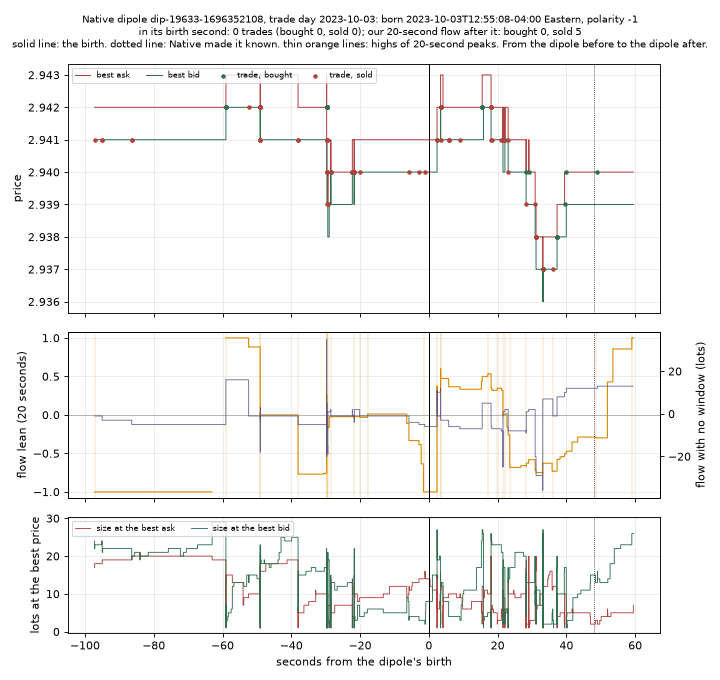 Native dipole dip-19633-1696352108, trade day 2023-10-03: born 2023-10-03T12:55:08-04:00 Eastern, polarity -1
in its birth second: 0 trades (bought 0, sold 0); our 20-second flow after it: bought 0, sold 5
solid line: the birth. dotted line: Native made it known. thin orange lines: highs of 20-second peaks. From the dipole before to the dipole after.
best ask
best bid
trade, bought
trade, sold
2.943
2.942
2.941
2.940
2.939
2.938
2.937
2.936
price
1.0
0.5
0.0
−0.5
−1.0
flow lean (20 seconds)
20
0
−20
flow with no window (lots)
size at the best ask
size at the best bid
30
20
10
0
lots at the best price
−100
−80
−60
−40
−20
0
20
40
60
seconds from the dipole's birth